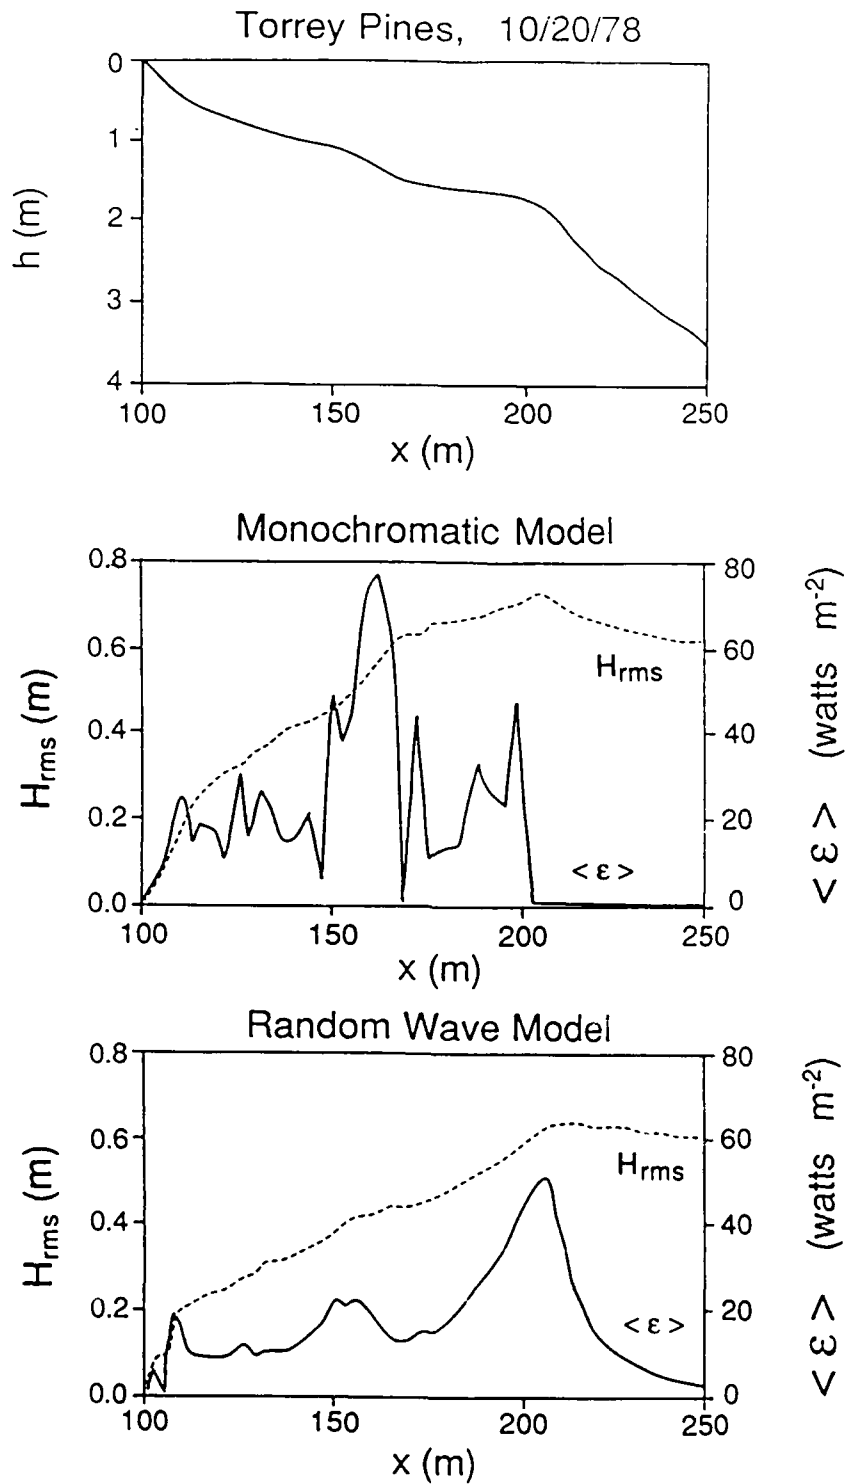 Torrey Pines, 10/20/78
0
1
2
3
4
h (m)
100 150 200 250
x (m)
Monochromatic Model
0.8
0.6
0.4
0.2
0.0
Hrms (m)
80
60
40
20
0
< ε > (watts m-2)
Hrms
< ε >
100 150 200 250
x (m)
Random Wave Model
0.8
0.6
0.4
0.2
0.0
Hrms (m)
80
60
40
20
0
< ε > (watts m-2)
Hrms
< ε >
100 150 200 250
x (m)